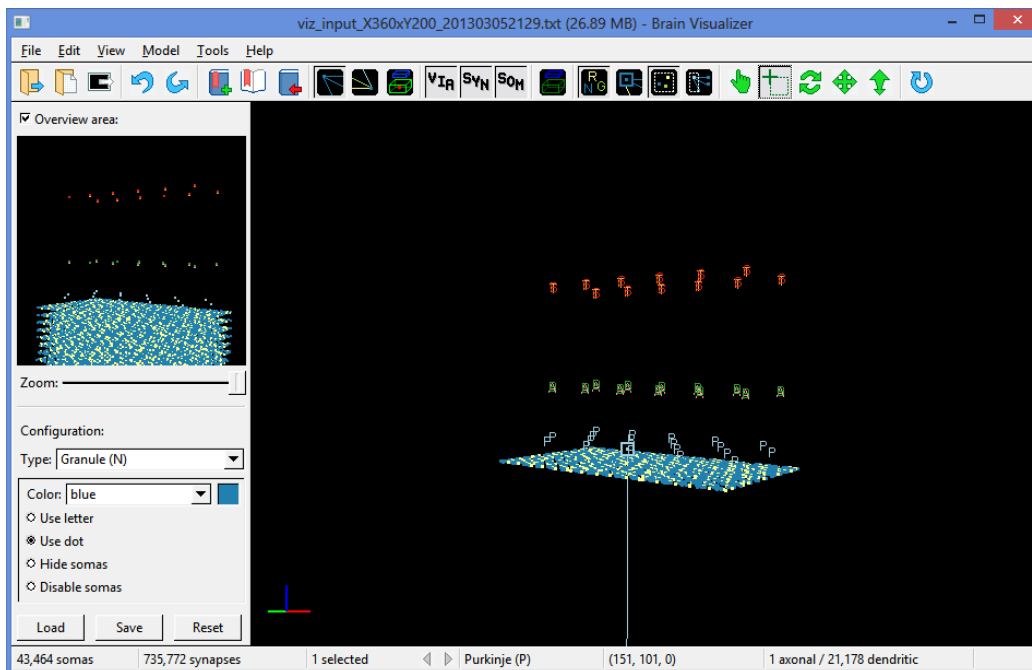 viz_input_X360xY200_201303052129.txt (26.89 MB) - Brain Visualizer
File Edit View Model Tools Help
VIA SYN SOM RNG
Overview area:
Zoom:
Configuration:
Type: Granule (N)
Color: blue
Use letter
Use dot
Hide somas
Disable somas
Load Save Reset
43,464 somas 735,772 synapses 1 selected Purkinje (P) (151, 101, 0) 1 axonal / 21,178 dendritic